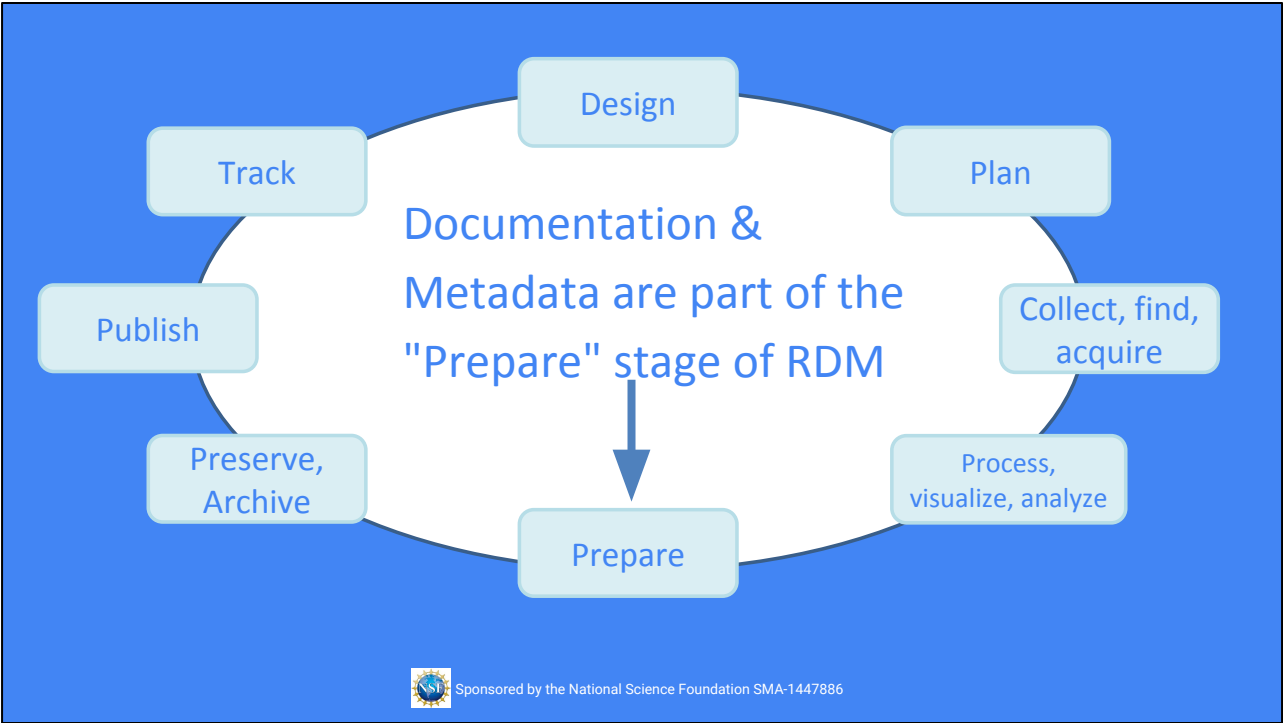 Design
Track
Plan
Documentation &
Metadata are part of the
"Prepare" stage of RDM
Publish
Collect, find,
acquire
Preserve,
Archive
Process,
visualize, analyze
Prepare
NSF
Sponsored by the National Science Foundation SMA-1447886